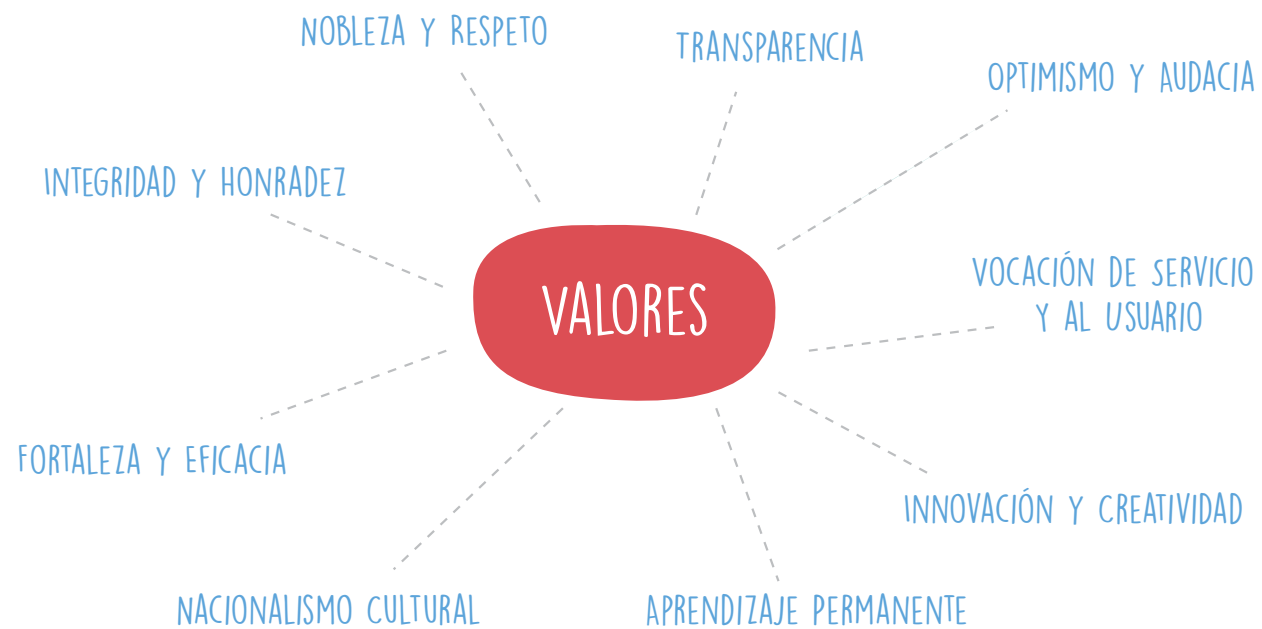 NOBLEZA Y RESPETO
TRANSPARENCIA
OPTIMISMO Y AUDACIA
INTEGRIDAD Y HONRADEZ
VOCACIÓN DE SERVICIO
Y AL USUARIO
VALORES
FORTALEZA Y EFICACIA
INNOVACIÓN Y CREATIVIDAD
NACIONALISMO CULTURAL
APRENDIZAJE PERMANENTE